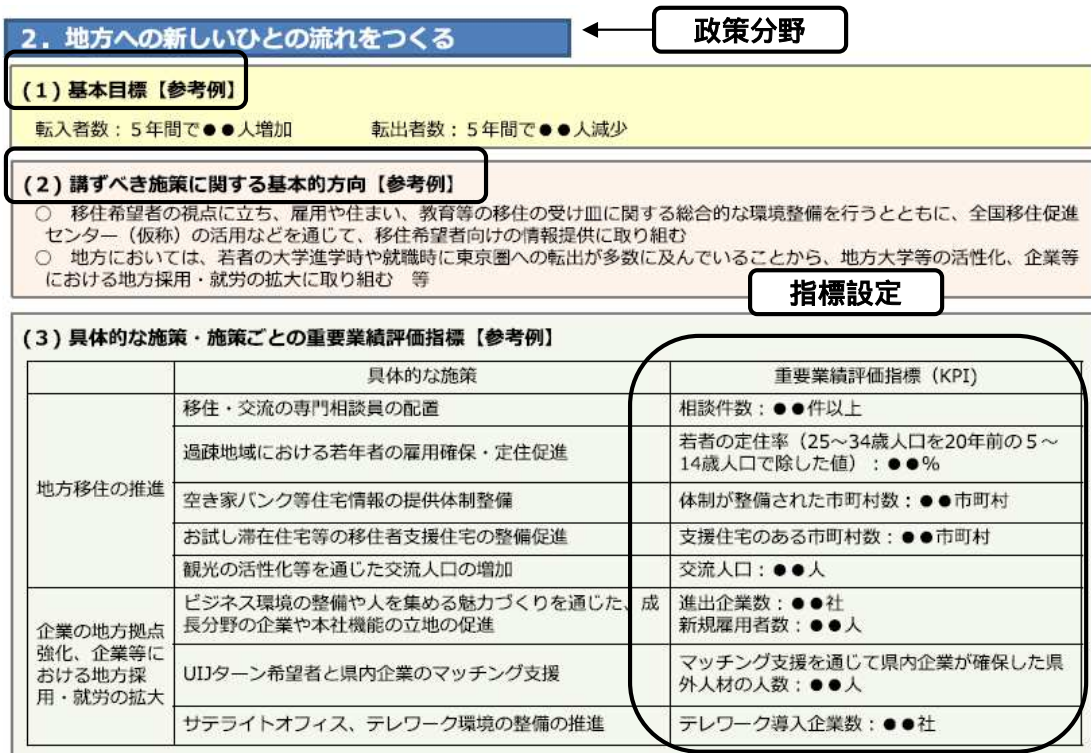 2．地方への新しいひとの流れをつくる
政策分野
(1)基本目標【参考例】
転入者数：5年間で●●人増加　　　転出者数：5年間で●●人減少
(2)講ずべき施策に関する基本的方向【参考例】
○　移住希望者の視点に立ち、雇用や住まい、教育等の移住の受け皿に関する総合的な環境整備を行うとともに、全国移住促進
センター（仮称）の活用などを通じて、移住希望者向けの情報提供に取り組む
○　地方においては、若者の大学進学時や就職時に東京圏への転出が多数に及んでいることから、地方大学等の活性化、企業等
における地方採用・就労の拡大に取り組む　等
指標設定
(3)具体的な施策・施策ごとの重要業績評価指標【参考例】
具体的な施策
重要業績評価指標（KPI)
地方移住の推進
移住・交流の専門相談員の配置
相談件数：●●件以上
過疎地域における若年者の雇用確保・定住促進
若者の定住率（25～34歳人口を20年前の5～
14歳人口で除した値）：●●%
空き家バンク等住宅情報の提供体制整備
体制が整備された市町村数：●●市町村
お試し滞在住宅等の移住者支援住宅の整備促進
支援住宅のある市町村数：●●市町村
観光の活性化等を通じた交流人口の増加
交流人口：●●人
企業の地方拠点
強化、企業等に
おける地方採
用・就労の拡大
ビジネス環境の整備や人を集める魅力づくりを通じた、成
長分野の企業や本社機能の立地の促進
進出企業数：●●社
新規雇用者数：●●人
UIJターン希望者と県内企業のマッチング支援
マッチング支援を通じて県内企業が確保した県
外人材の人数：●●人
サテライトオフィス、テレワーク環境の整備の推進
テレワーク導入企業数：●●社